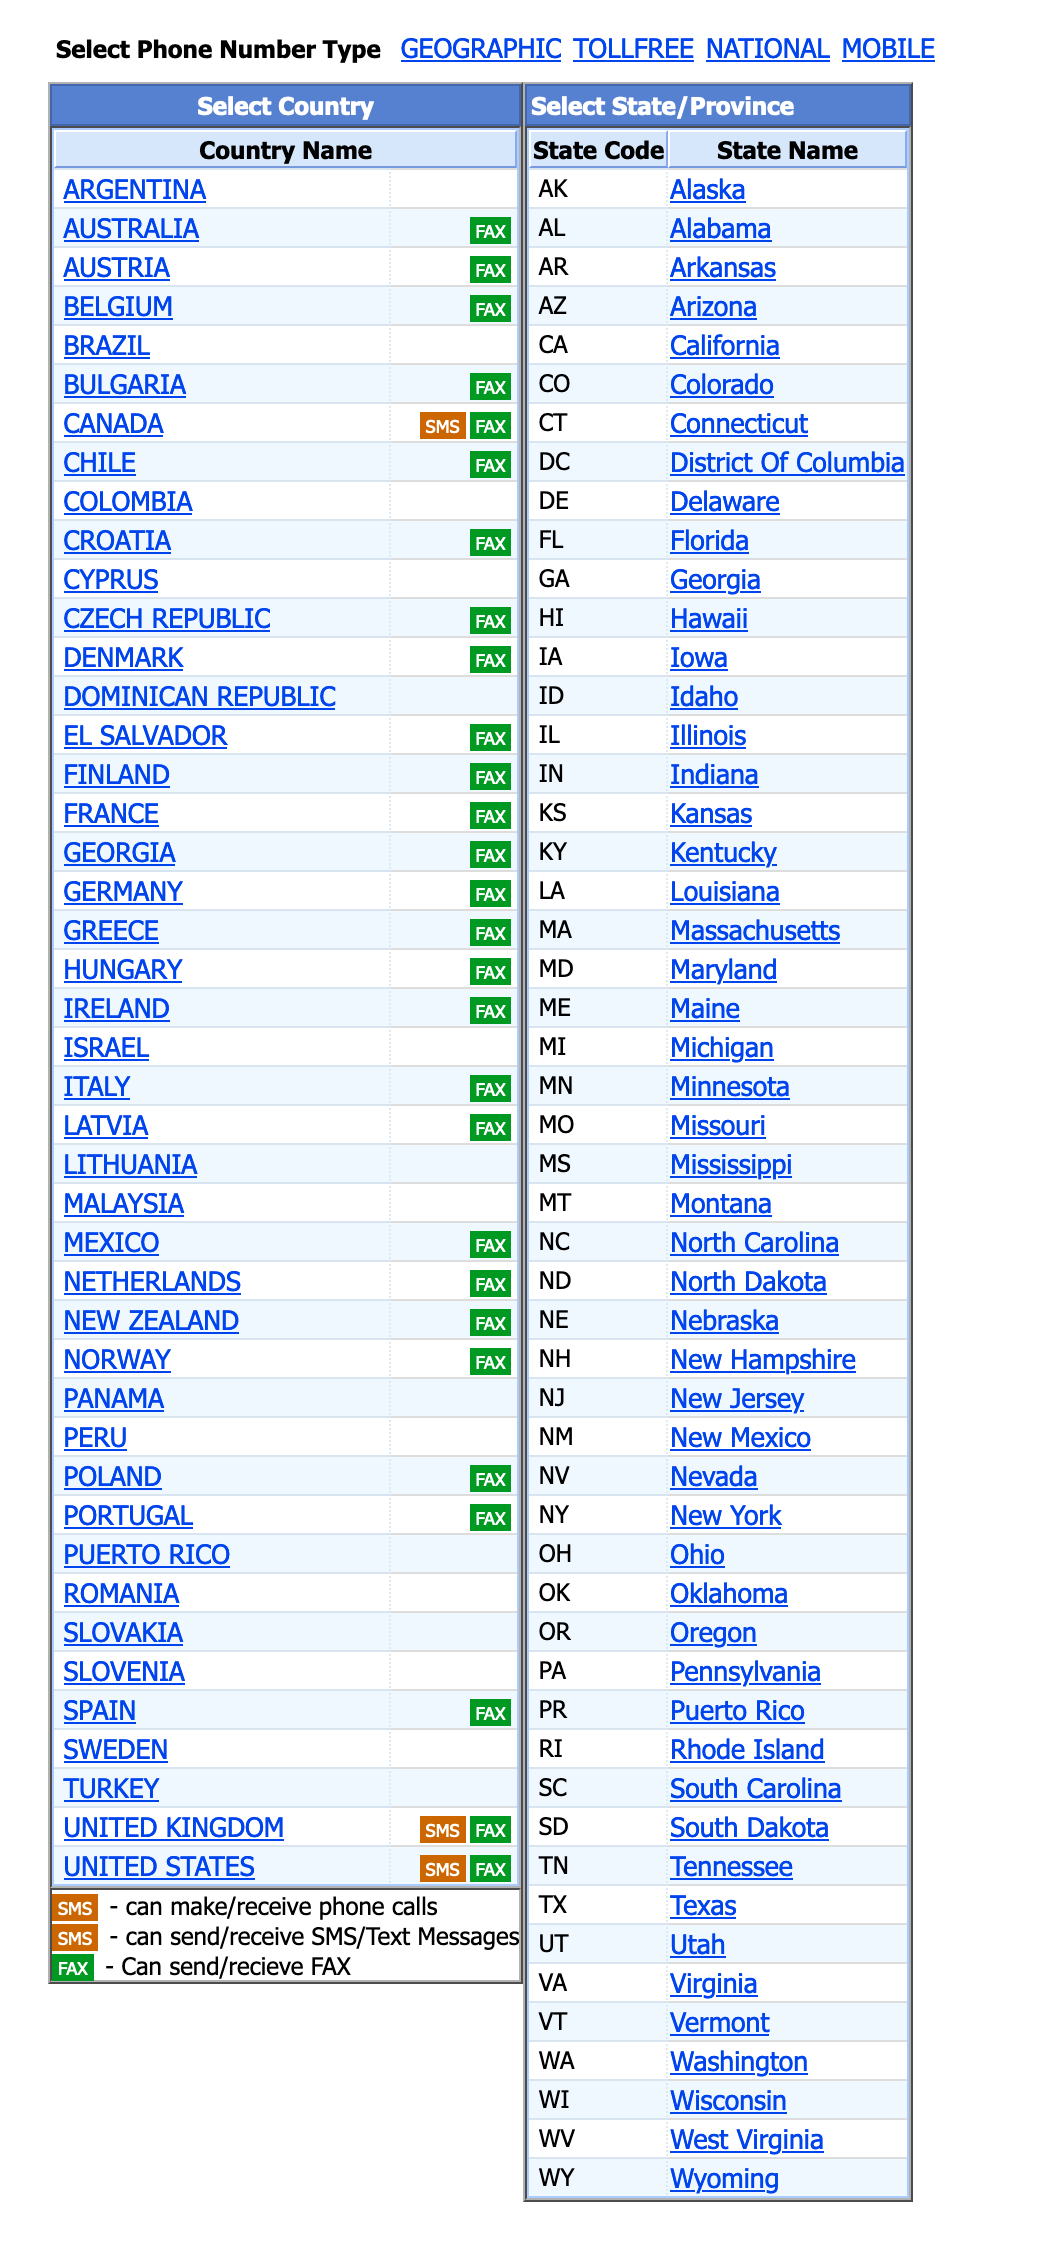 Select Phone Number Type GEOGRAPHIC TOLLFREE NATIONAL MOBILE
Select Country
Country Name
ARGENTINA
AUSTRALIA FAX
AUSTRIA FAX
BELGIUM FAX
BRAZIL
BULGARIA FAX
CANADA SMS FAX
CHILE FAX
COLOMBIA
CROATIA FAX
CYPRUS
CZECH REPUBLIC FAX
DENMARK FAX
DOMINICAN REPUBLIC
EL SALVADOR FAX
FINLAND FAX
FRANCE FAX
GEORGIA FAX
GERMANY FAX
GREECE FAX
HUNGARY FAX
IRELAND FAX
ISRAEL
ITALY FAX
LATVIA FAX
LITHUANIA
MALAYSIA
MEXICO FAX
NETHERLANDS FAX
NEW ZEALAND FAX
NORWAY FAX
PANAMA
PERU
POLAND FAX
PORTUGAL FAX
PUERTO RICO
ROMANIA
SLOVAKIA
SLOVENIA
SPAIN FAX
SWEDEN
TURKEY
UNITED KINGDOM SMS FAX
UNITED STATES SMS FAX
SMS - can make/receive phone calls
SMS - can send/receive SMS/Text Messages
FAX - Can send/recieve FAX
Select State/Province
State Code State Name
AK Alaska
AL Alabama
AR Arkansas
AZ Arizona
CA California
CO Colorado
CT Connecticut
DC District Of Columbia
DE Delaware
FL Florida
GA Georgia
HI Hawaii
IA Iowa
ID Idaho
IL Illinois
IN Indiana
KS Kansas
KY Kentucky
LA Louisiana
MA Massachusetts
MD Maryland
ME Maine
MI Michigan
MN Minnesota
MO Missouri
MS Mississippi
MT Montana
NC North Carolina
ND North Dakota
NE Nebraska
NH New Hampshire
NJ New Jersey
NM New Mexico
NV Nevada
NY New York
OH Ohio
OK Oklahoma
OR Oregon
PA Pennsylvania
PR Puerto Rico
RI Rhode Island
SC South Carolina
SD South Dakota
TN Tennessee
TX Texas
UT Utah
VA Virginia
VT Vermont
WA Washington
WI Wisconsin
WV West Virginia
WY Wyoming